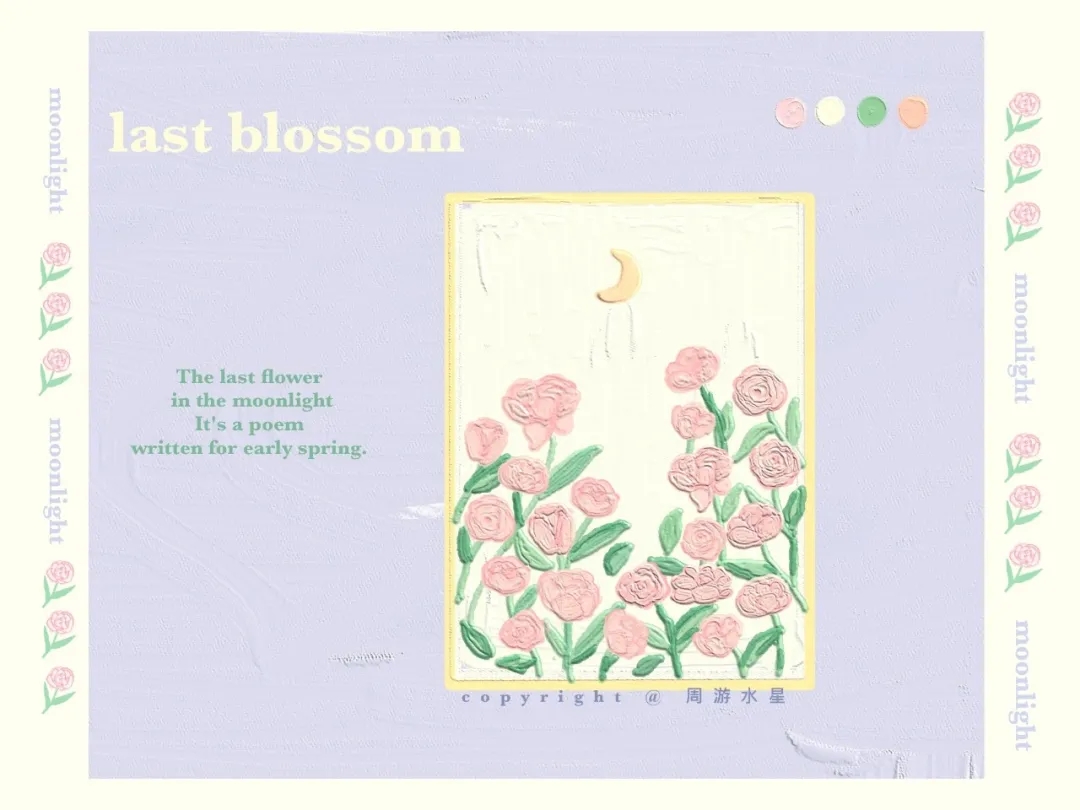 moonlight
moonlight
last blossom
The last flower
in the moonlight
It's a poem
written for early spring.
copyright @ 周游水星
moonlight
moonlight